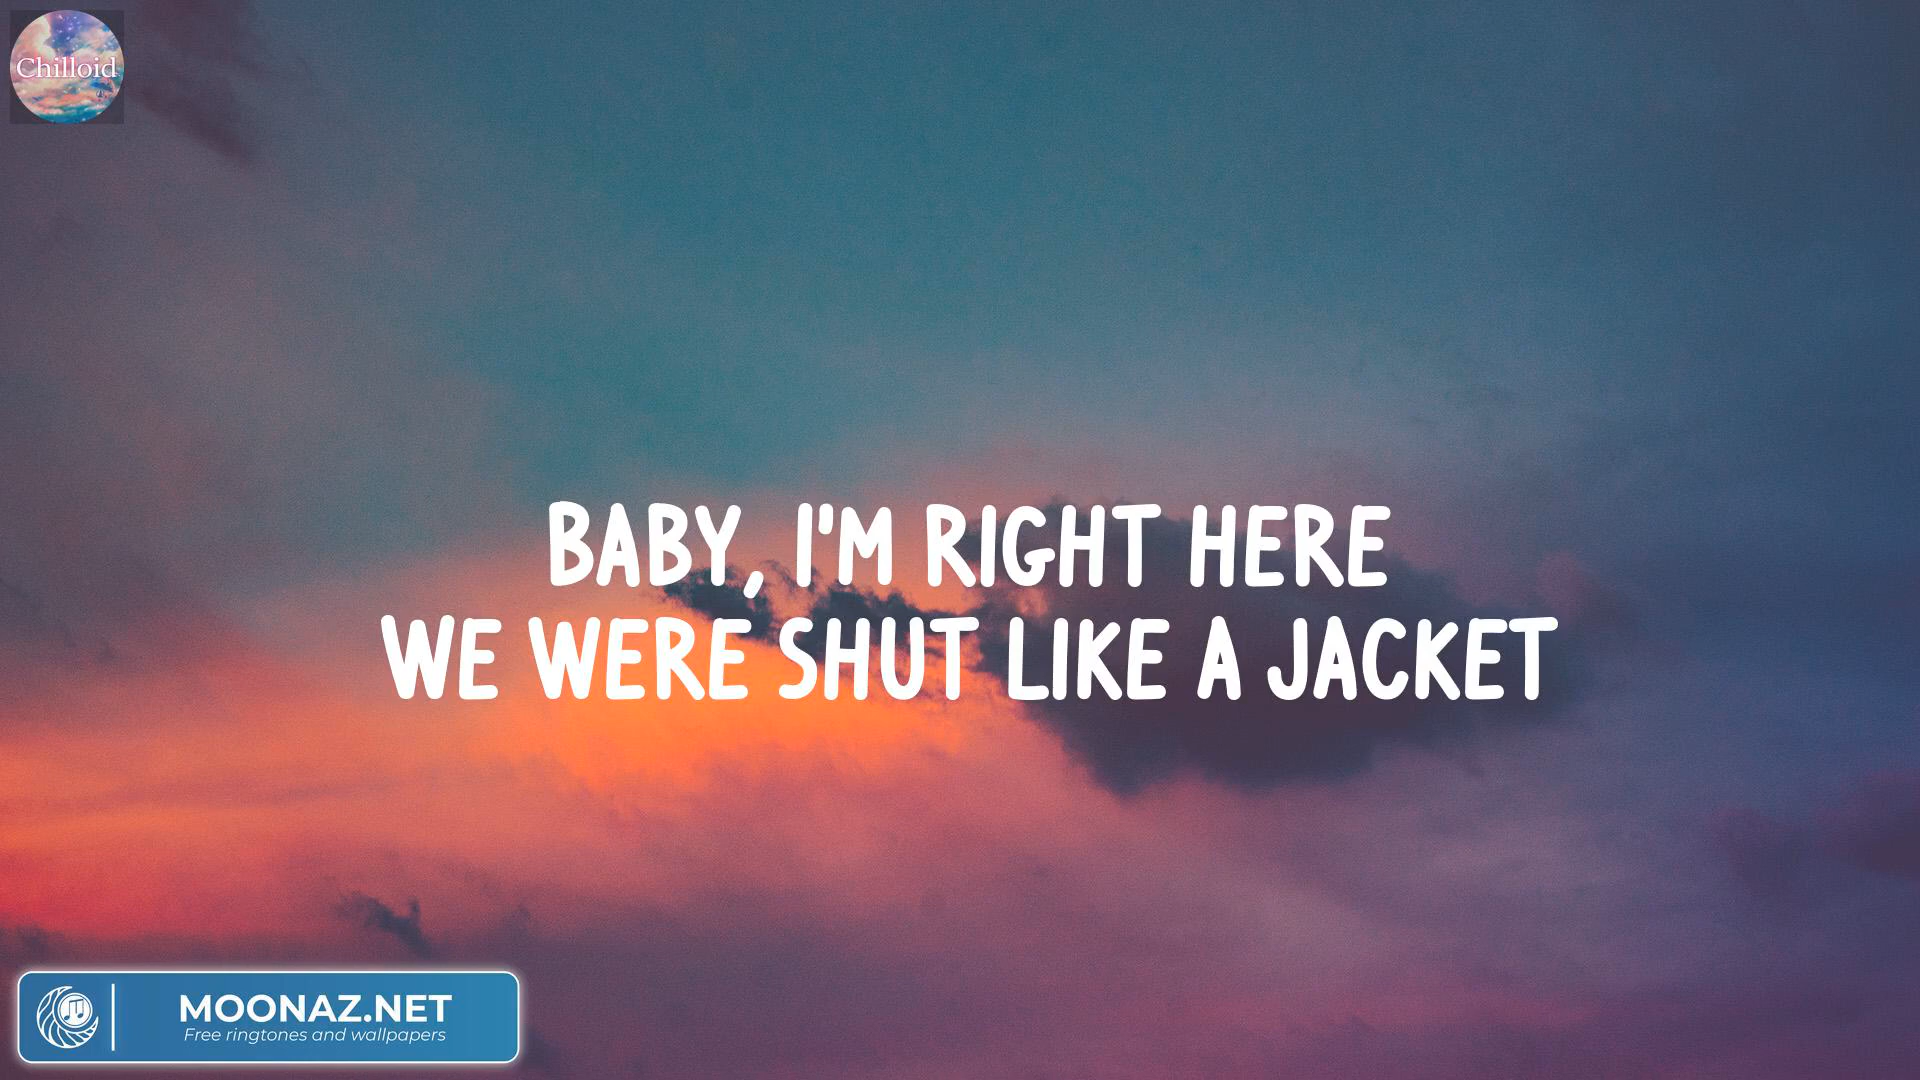 Chilloid
BABY, I'M RIGHT HERE
WE WERE SHUT LIKE A JACKET
MOONAZ.NET
Free ringtones and wallpapers